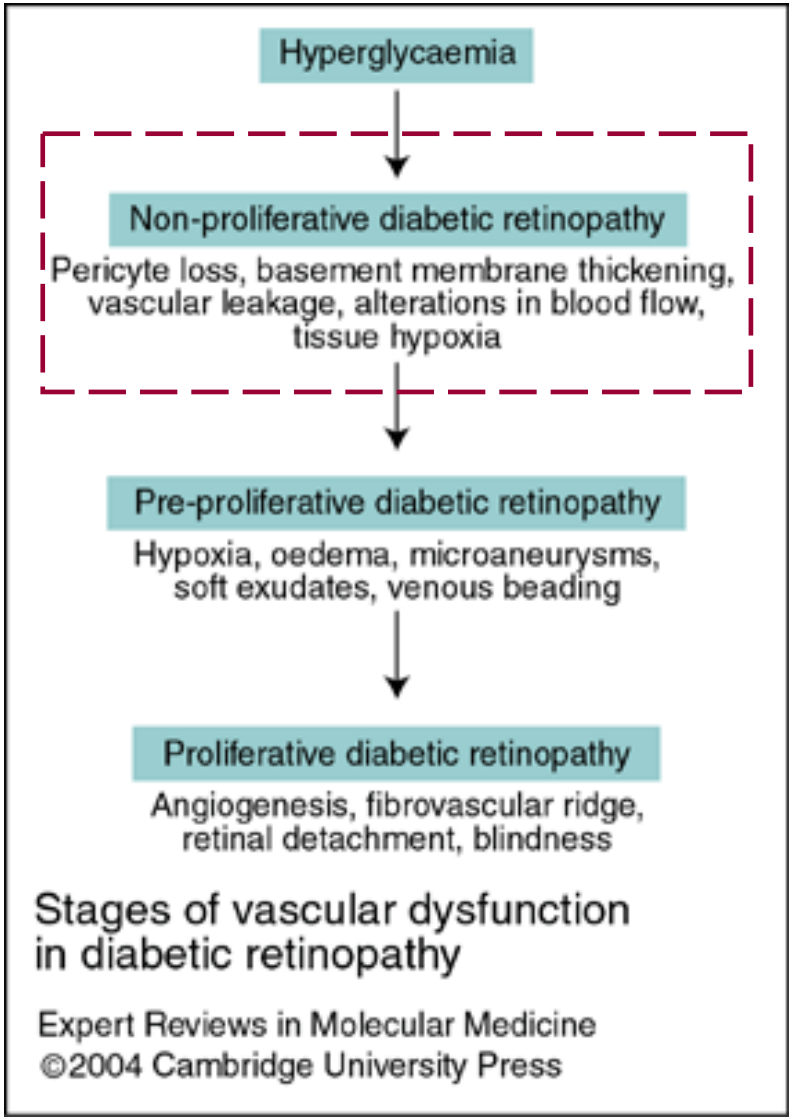 Hyperglycaemia
Non-proliferative diabetic retinopathy
Pericyte loss, basement membrane thickening,
vascular leakage, alterations in blood flow,
tissue hypoxia
Pre-proliferative diabetic retinopathy
Hypoxia, oedema, microaneurysms,
soft exudates, venous beading
Proliferative diabetic retinopathy
Angiogenesis, fibrovascular ridge,
retinal detachment, blindness
Stages of vascular dysfunction
in diabetic retinopathy
Expert Reviews in Molecular Medicine
©2004 Cambridge University Press